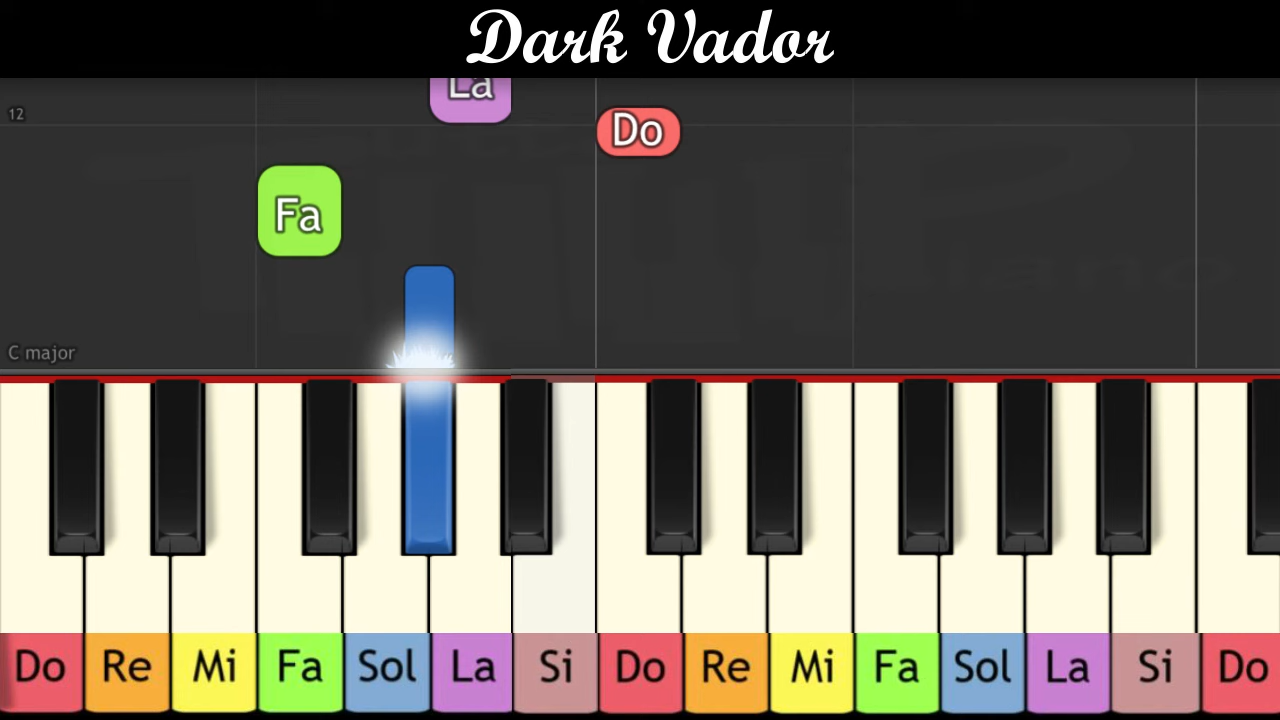 Dark Vador
La
12
Do
Fa
C major
Do Re Mi Fa Sol La Si Do Re Mi Fa Sol La Si Do